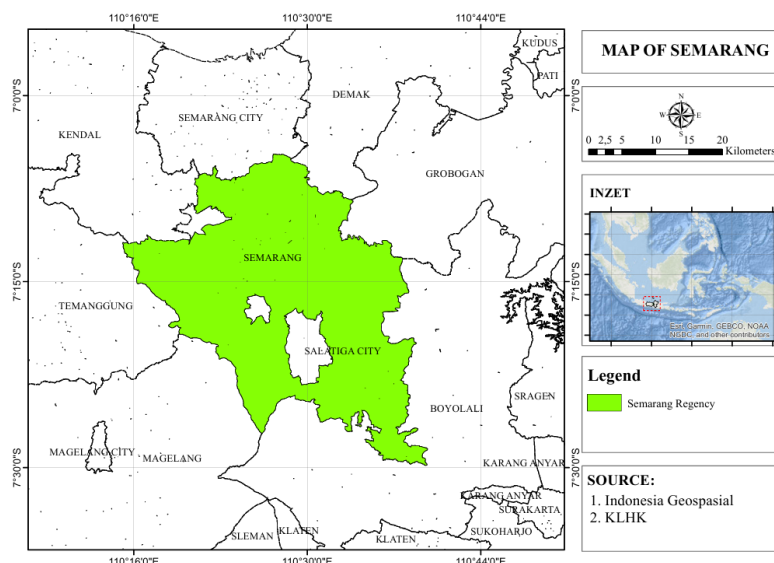 110°16'0"E
110°30'0"E
110°44'0"E
KUDUS
PATI
DEMAK
SEMARANG CITY
KENDAL
GROBOGAN
7°0'0"S
7°0'0"S
SEMARANG
7°15'0"S
7°15'0"S
TEMANGGUNG
SALATIGA CITY
BOYOLALI
SRAGEN
MAGELANG CITY
MAGELANG
KARANG ANYAR
7°30'0"S
7°30'0"S
KARANG ANYAR
SURAKARTA
SUKOHARJO
KLATEN
SLEMAN
KLATEN
110°16'0"E
110°30'0"E
110°44'0"E
MAP OF SEMARANG
N
W
E
S
0 2,5 5 10 15 20
Kilometers
INZET
Esri, Garmin, GEBCO, NOAA
NGDC, and other contributors
Legend
Semarang Regency
SOURCE:
1. Indonesia Geospasial
2. KLHK